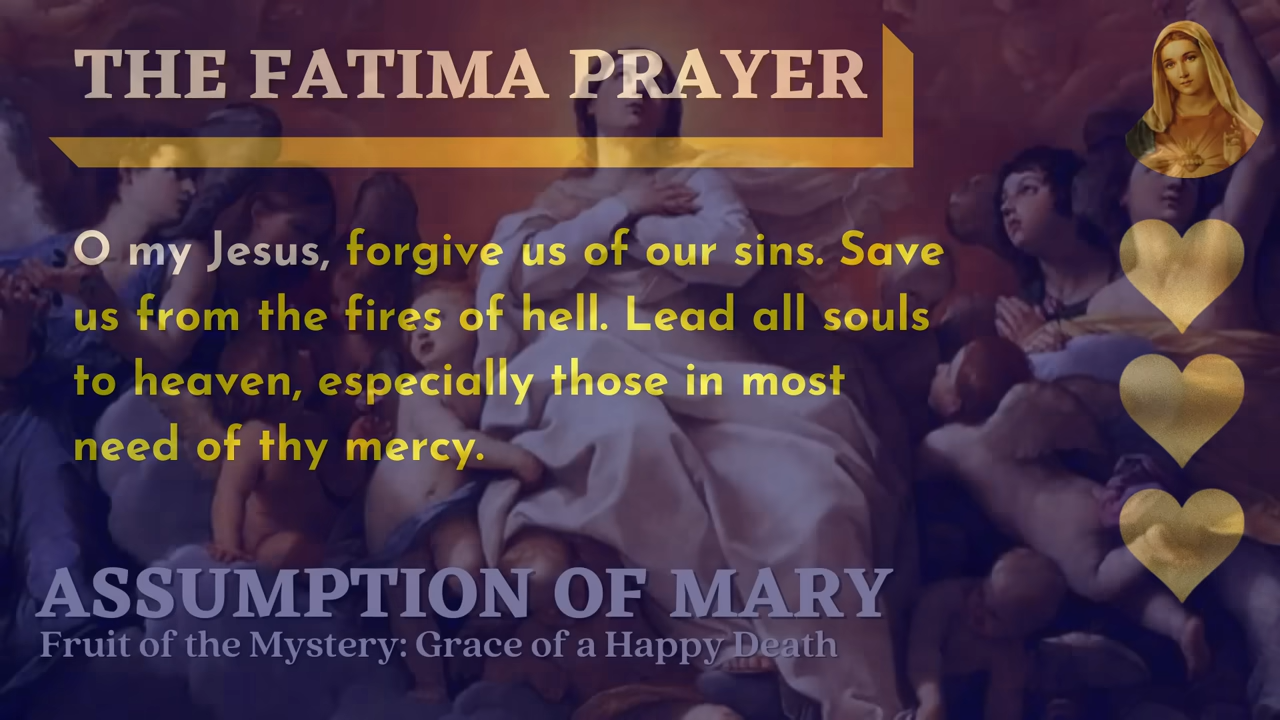 THE FATIMA PRAYER
O my Jesus, forgive us of our sins. Save
us from the fires of hell. Lead all souls
to heaven, especially those in most
need of thy mercy.
ASSUMPTION OF MARY
Fruit of the Mystery: Grace of a Happy Death